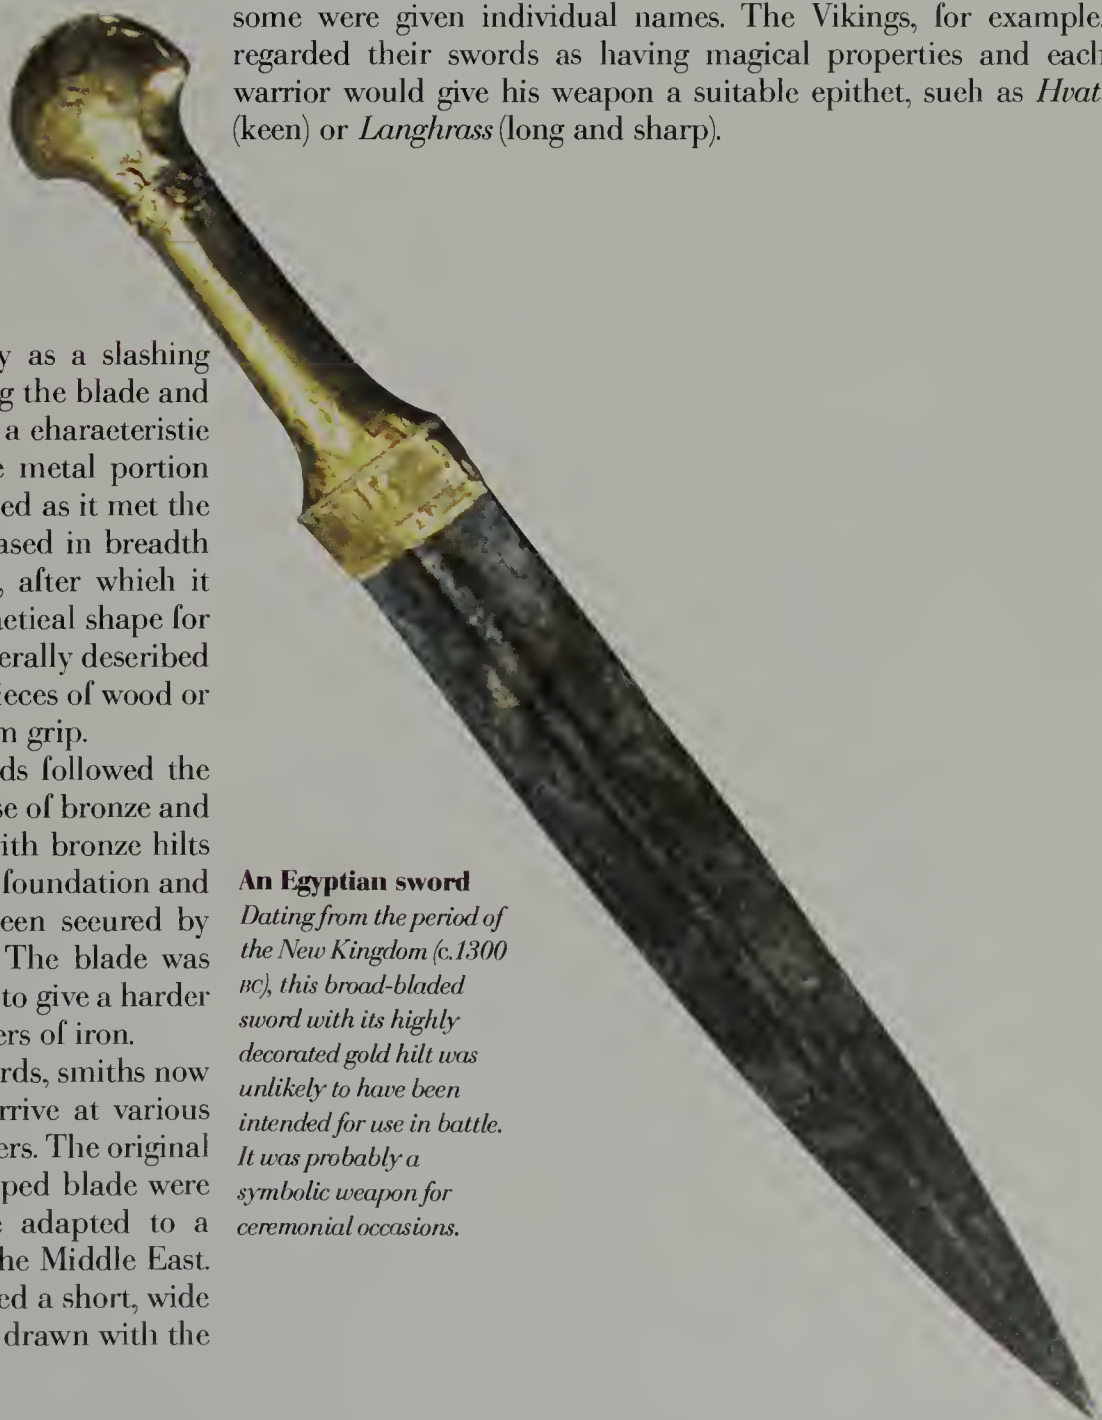 some were given individual names. The Vikings, for example,
regarded their swords as having magical properties and each
warrior would give his weapon a suitable epithet, such as Hvat
(keen) or Langhrass (long and sharp).
y as a slashing
g the blade and
a characteristic
e metal portion
ed as it met the
ased in breadth
, after which it
etical shape for
erally described
ieces of wood or
m grip.
ds followed the
se of bronze and
ith bronze hilts
foundation and
een secured by
The blade was
to give a harder
ers of iron.
rds, smiths now
rrive at various
ers. The original
ped blade were
e adapted to a
he Middle East.
ed a short, wide
drawn with the
An Egyptian sword
Dating from the period of
the New Kingdom (c.1300
BC), this broad-bladed
sword with its highly
decorated gold hilt was
unlikely to have been
intended for use in battle.
It was probably a
symbolic weapon for
ceremonial occasions.